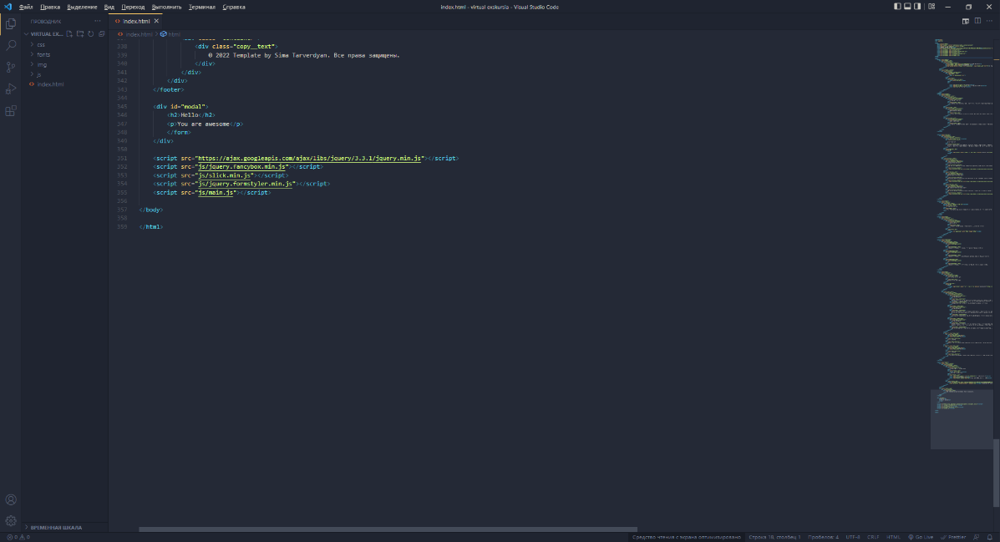 Файл Правка Выделение Вид Переход Выполнить Терминал Справка
index.html - virtual exskursia - Visual Studio Code
ПРОВОДНИК
index.html
VIRTUAL EX...
index.html > html
css
fonts
img
js
index.html
338 <div class="copy__text">
339 © 2022 Template by Sima Tarverdyan. Все права защищены.
340 </div>
341 </div>
342 </div>
343 </footer>
344
345 <div id="modal">
346 <h2>Hello</h2>
347 <p>You are awesome</p>
348 </form>
349 </div>
350
351 <script src="https://ajax.googleapis.com/ajax/libs/jquery/3.3.1/jquery.min.js"></script>
352 <script src="js/jquery.fancybox.min.js"></script>
353 <script src="js/slick.min.js"></script>
354 <script src="js/jquery.formstyler.min.js"></script>
355 <script src="js/main.js"></script>
356
357 </body>
358
359 </html>
ВРЕМЕННАЯ ШКАЛА
0 0
Средство чтения с экрана оптимизировано
Строка 18, столбец 1
Пробелов: 4
UTF-8
CRLF
HTML
Go Live
Prettier